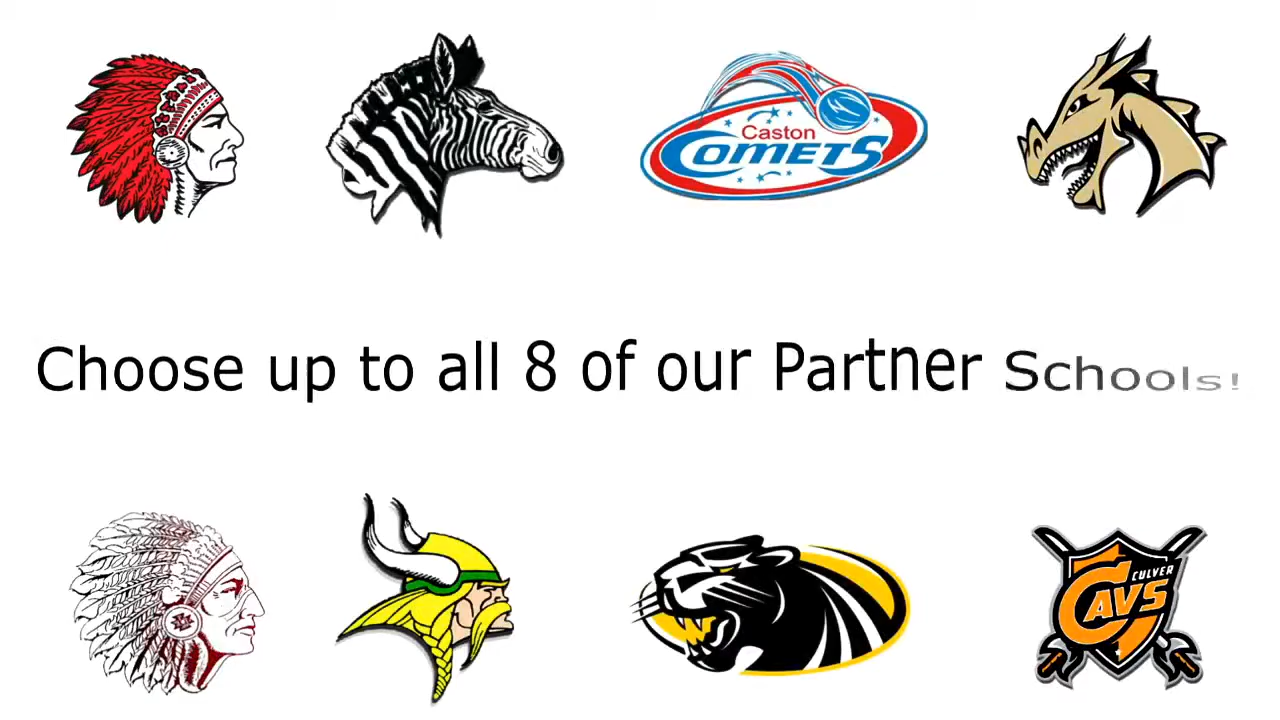 Caston
COMETS
Choose up to all 8 of our Partner Schools!
CULVER
CAVS